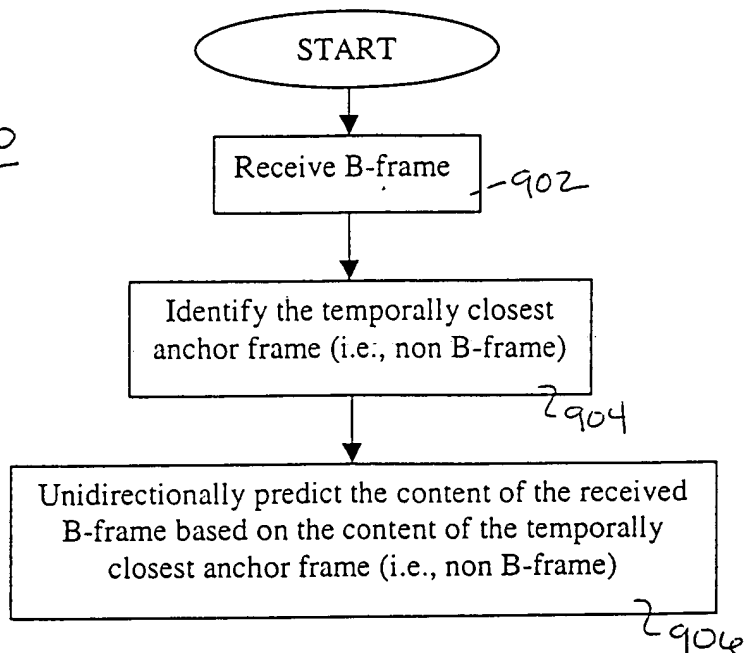 START
Receive B-frame
902
Identify the temporally closest
anchor frame (i.e., non B-frame)
904
Unidirectionally predict the content of the received
B-frame based on the content of the temporally
closest anchor frame (i.e., non B-frame)
906